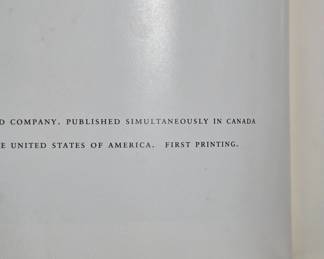 D COMPANY, PUBLISHED SIMULTANEOUSLY IN CANADA
E UNITED STATES OF AMERICA. FIRST PRINTING.